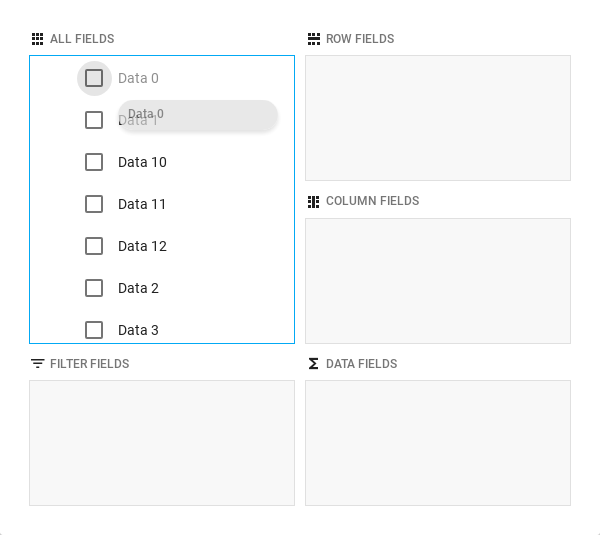 ALL FIELDS
Data 0
Data 0
Data 1
Data 10
Data 11
Data 12
Data 2
Data 3
ROW FIELDS
COLUMN FIELDS
FILTER FIELDS
DATA FIELDS